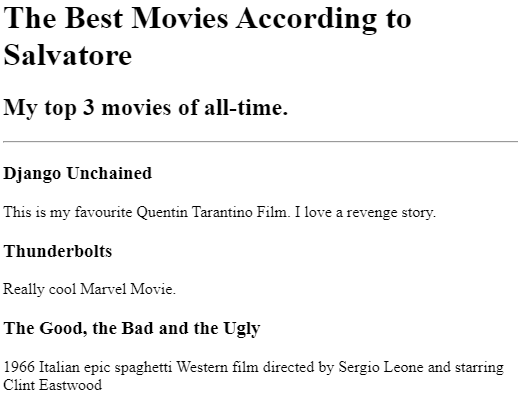 The Best Movies According to
Salvatore
My top 3 movies of all-time.
Django Unchained
This is my favourite Quentin Tarantino Film. I love a revenge story.
Thunderbolts
Really cool Marvel Movie.
The Good, the Bad and the Ugly
1966 Italian epic spaghetti Western film directed by Sergio Leone and starring
Clint Eastwood